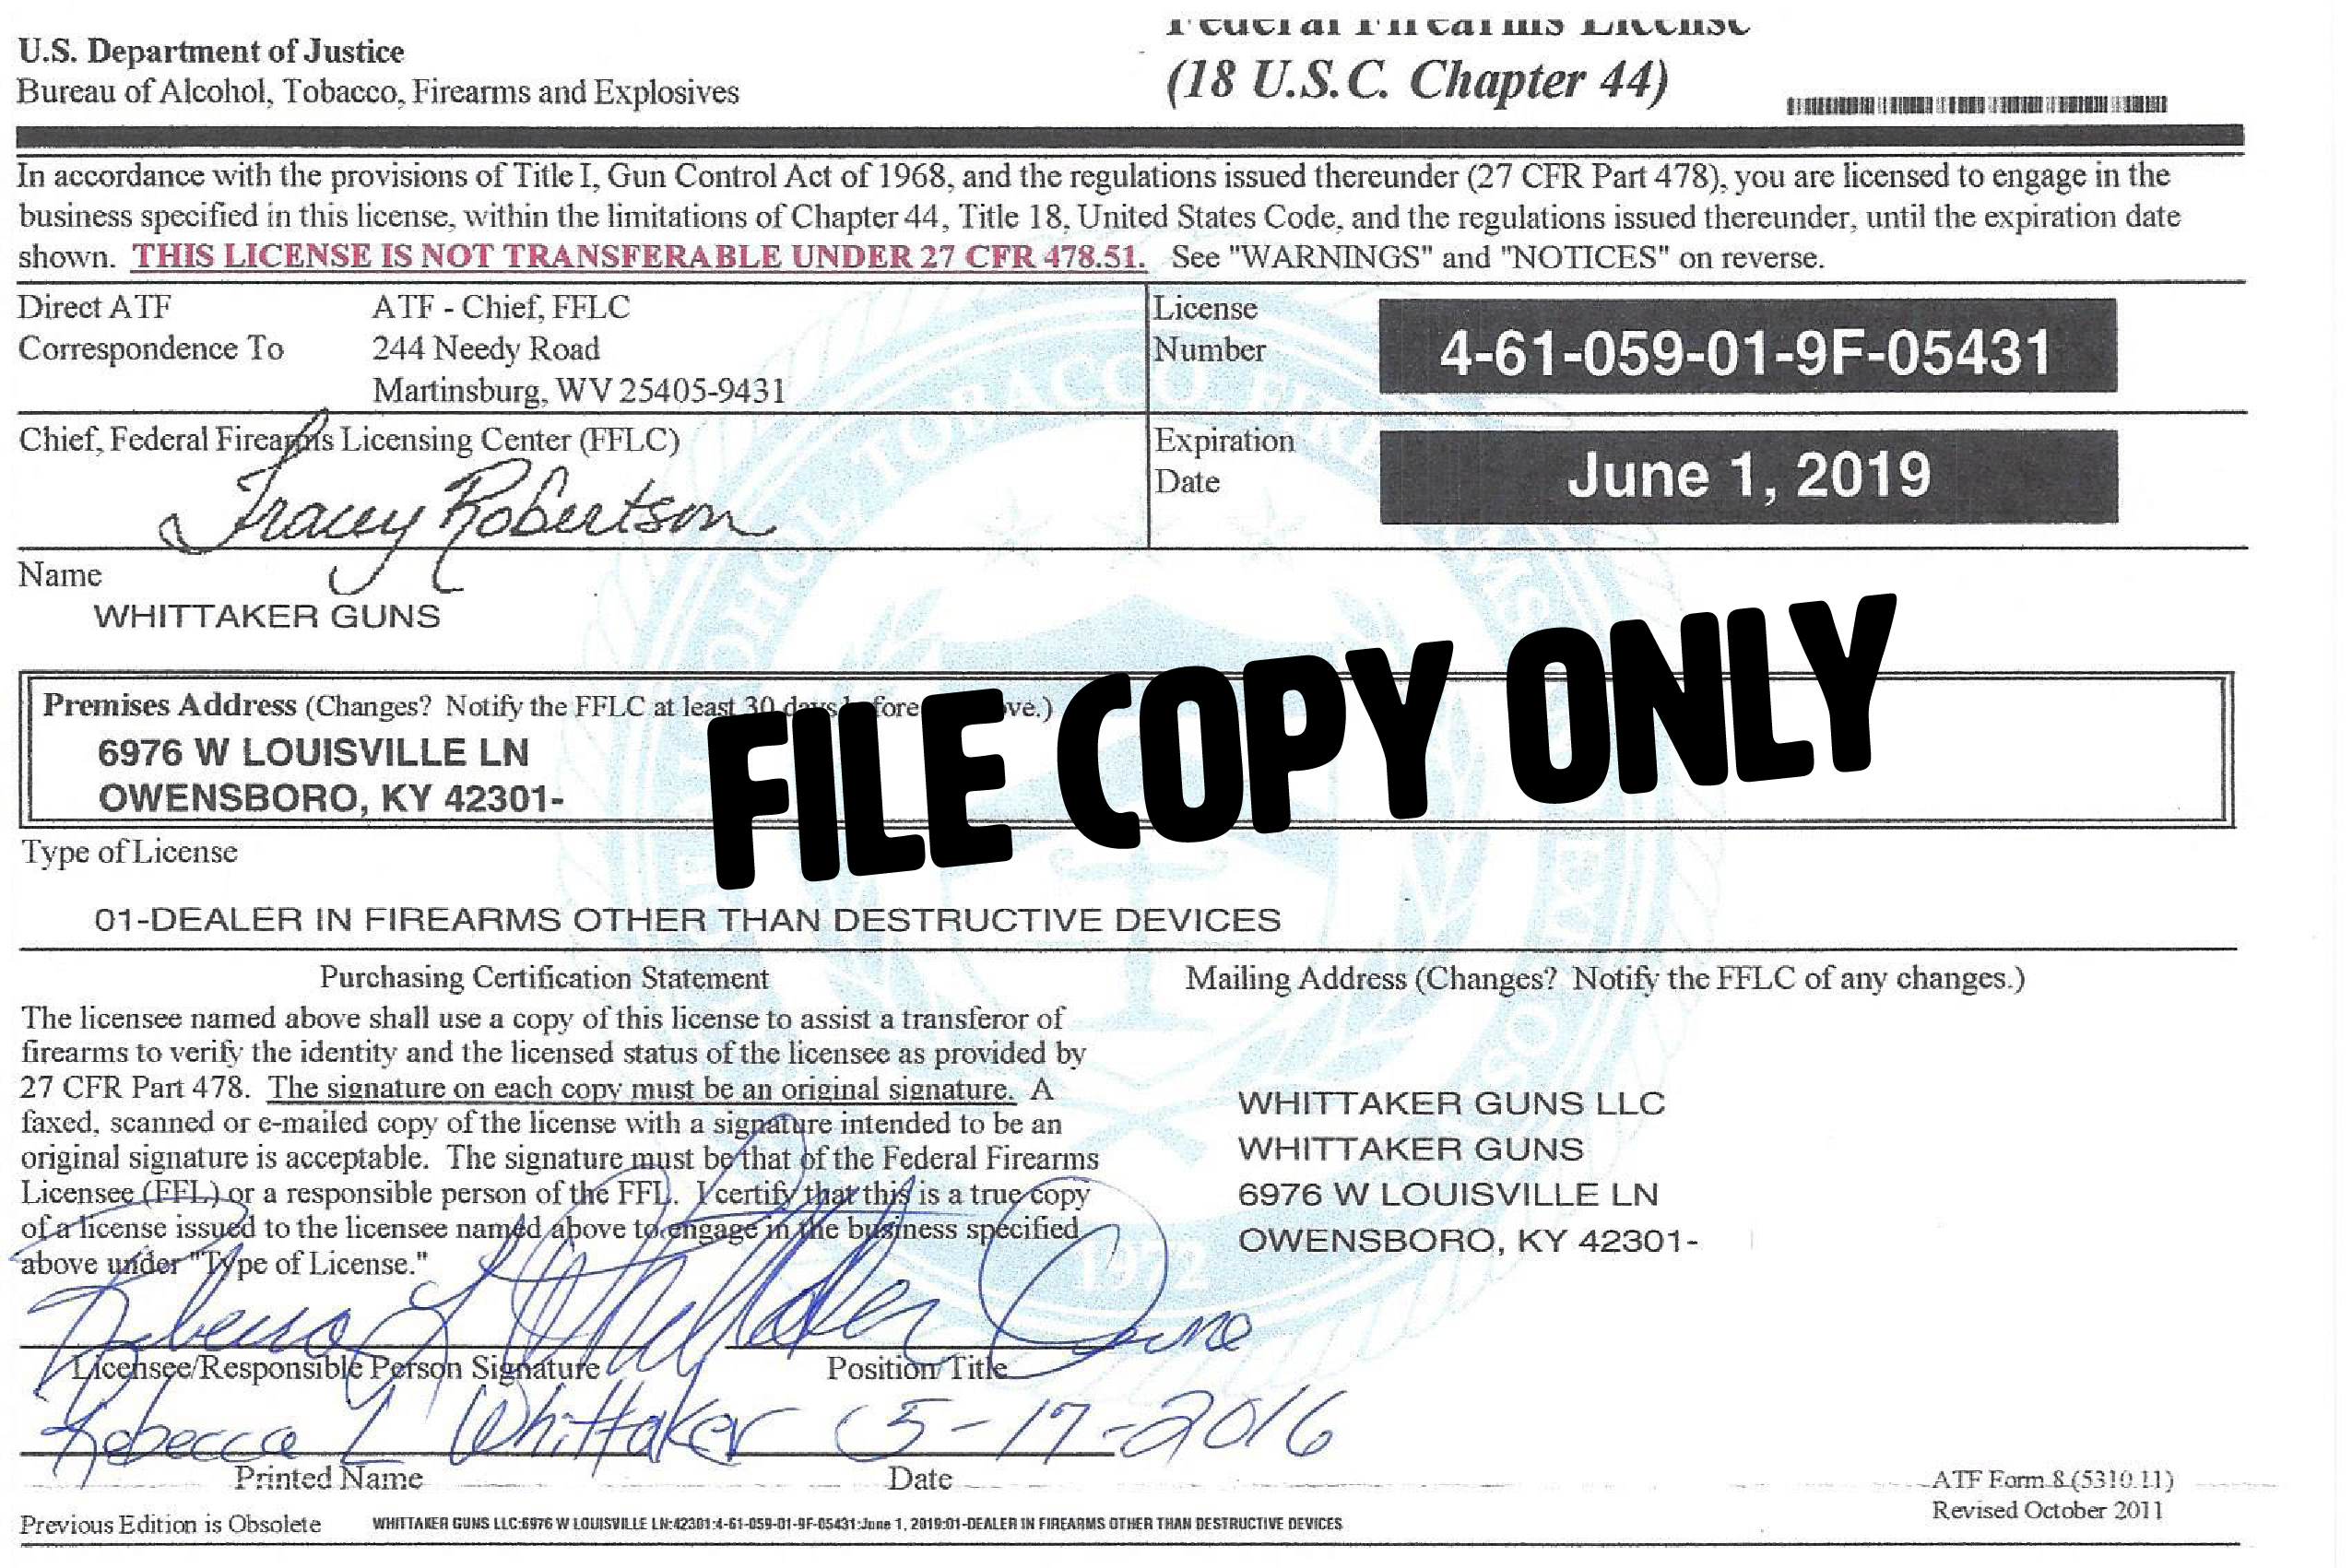 U.S. Department of Justice
Bureau of Alcohol, Tobacco, Firearms and Explosives
Federal Firearms License
(18 U.S.C. Chapter 44)
In accordance with the provisions of Title I, Gun Control Act of 1968, and the regulations issued thereunder (27 CFR Part 478), you are licensed to engage in the
business specified in this license, within the limitations of Chapter 44, Title 18, United States Code, and the regulations issued thereunder, until the expiration date
shown. THIS LICENSE IS NOT TRANSFERABLE UNDER 27 CFR 478.51. See "WARNINGS" and "NOTICES" on reverse.
Direct ATF
Correspondence To
ATF - Chief, FFLC
244 Needy Road
Martinsburg, WV 25405-9431
License
Number
4-61-059-01-9F-05431
Chief, Federal Firearms Licensing Center (FFLC)
Tracey Robertson
Expiration
Date
June 1, 2019
Name
WHITTAKER GUNS
Premises Address (Changes? Notify the FFLC at least 30 days before move.)
6976 W LOUISVILLE LN
OWENSBORO, KY 42301-
FILE COPY ONLY
Type of License
01-DEALER IN FIREARMS OTHER THAN DESTRUCTIVE DEVICES
Purchasing Certification Statement
The licensee named above shall use a copy of this license to assist a transferor of
firearms to verify the identity and the licensed status of the licensee as provided by
27 CFR Part 478. The signature on each copy must be an original signature. A
faxed, scanned or e-mailed copy of the license with a signature intended to be an
original signature is acceptable. The signature must be that of the Federal Firearms
Licensee (FFL) or a responsible person of the FFL. I certify that this is a true copy
of a license issued to the licensee named above to engage in the business specified
above under "Type of License."
Mailing Address (Changes? Notify the FFLC of any changes.)
WHITTAKER GUNS LLC
WHITTAKER GUNS
6976 W LOUISVILLE LN
OWENSBORO, KY 42301-
1972
Rebecca L Whittaker
Licensee/Responsible Person Signature
Position/Title
Rebecca L Whittaker
5-17-2016
Printed Name
Date
ATF Form 8 (5310.11)
Revised October 2011
Previous Edition is Obsolete
WHITTAKER GUNS LLC:6976 W LOUISVILLE LN:42301:4-61-059-01-9F-05431:June 1, 2019:01-DEALER IN FIREARMS OTHER THAN DESTRUCTIVE DEVICES